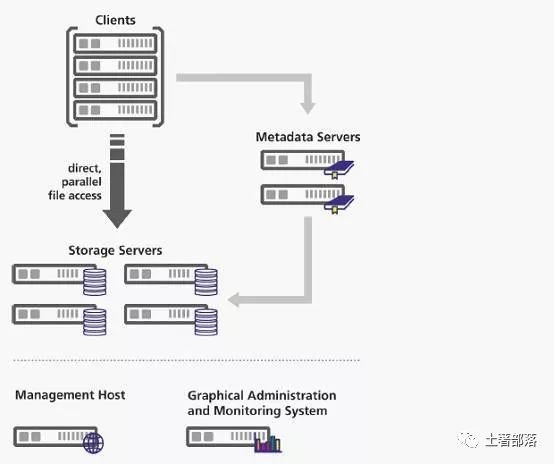 Clients
Metadata Servers
direct,
parallel
file access
Storage Servers
Management Host
Graphical Administration
and Monitoring System
土著部落